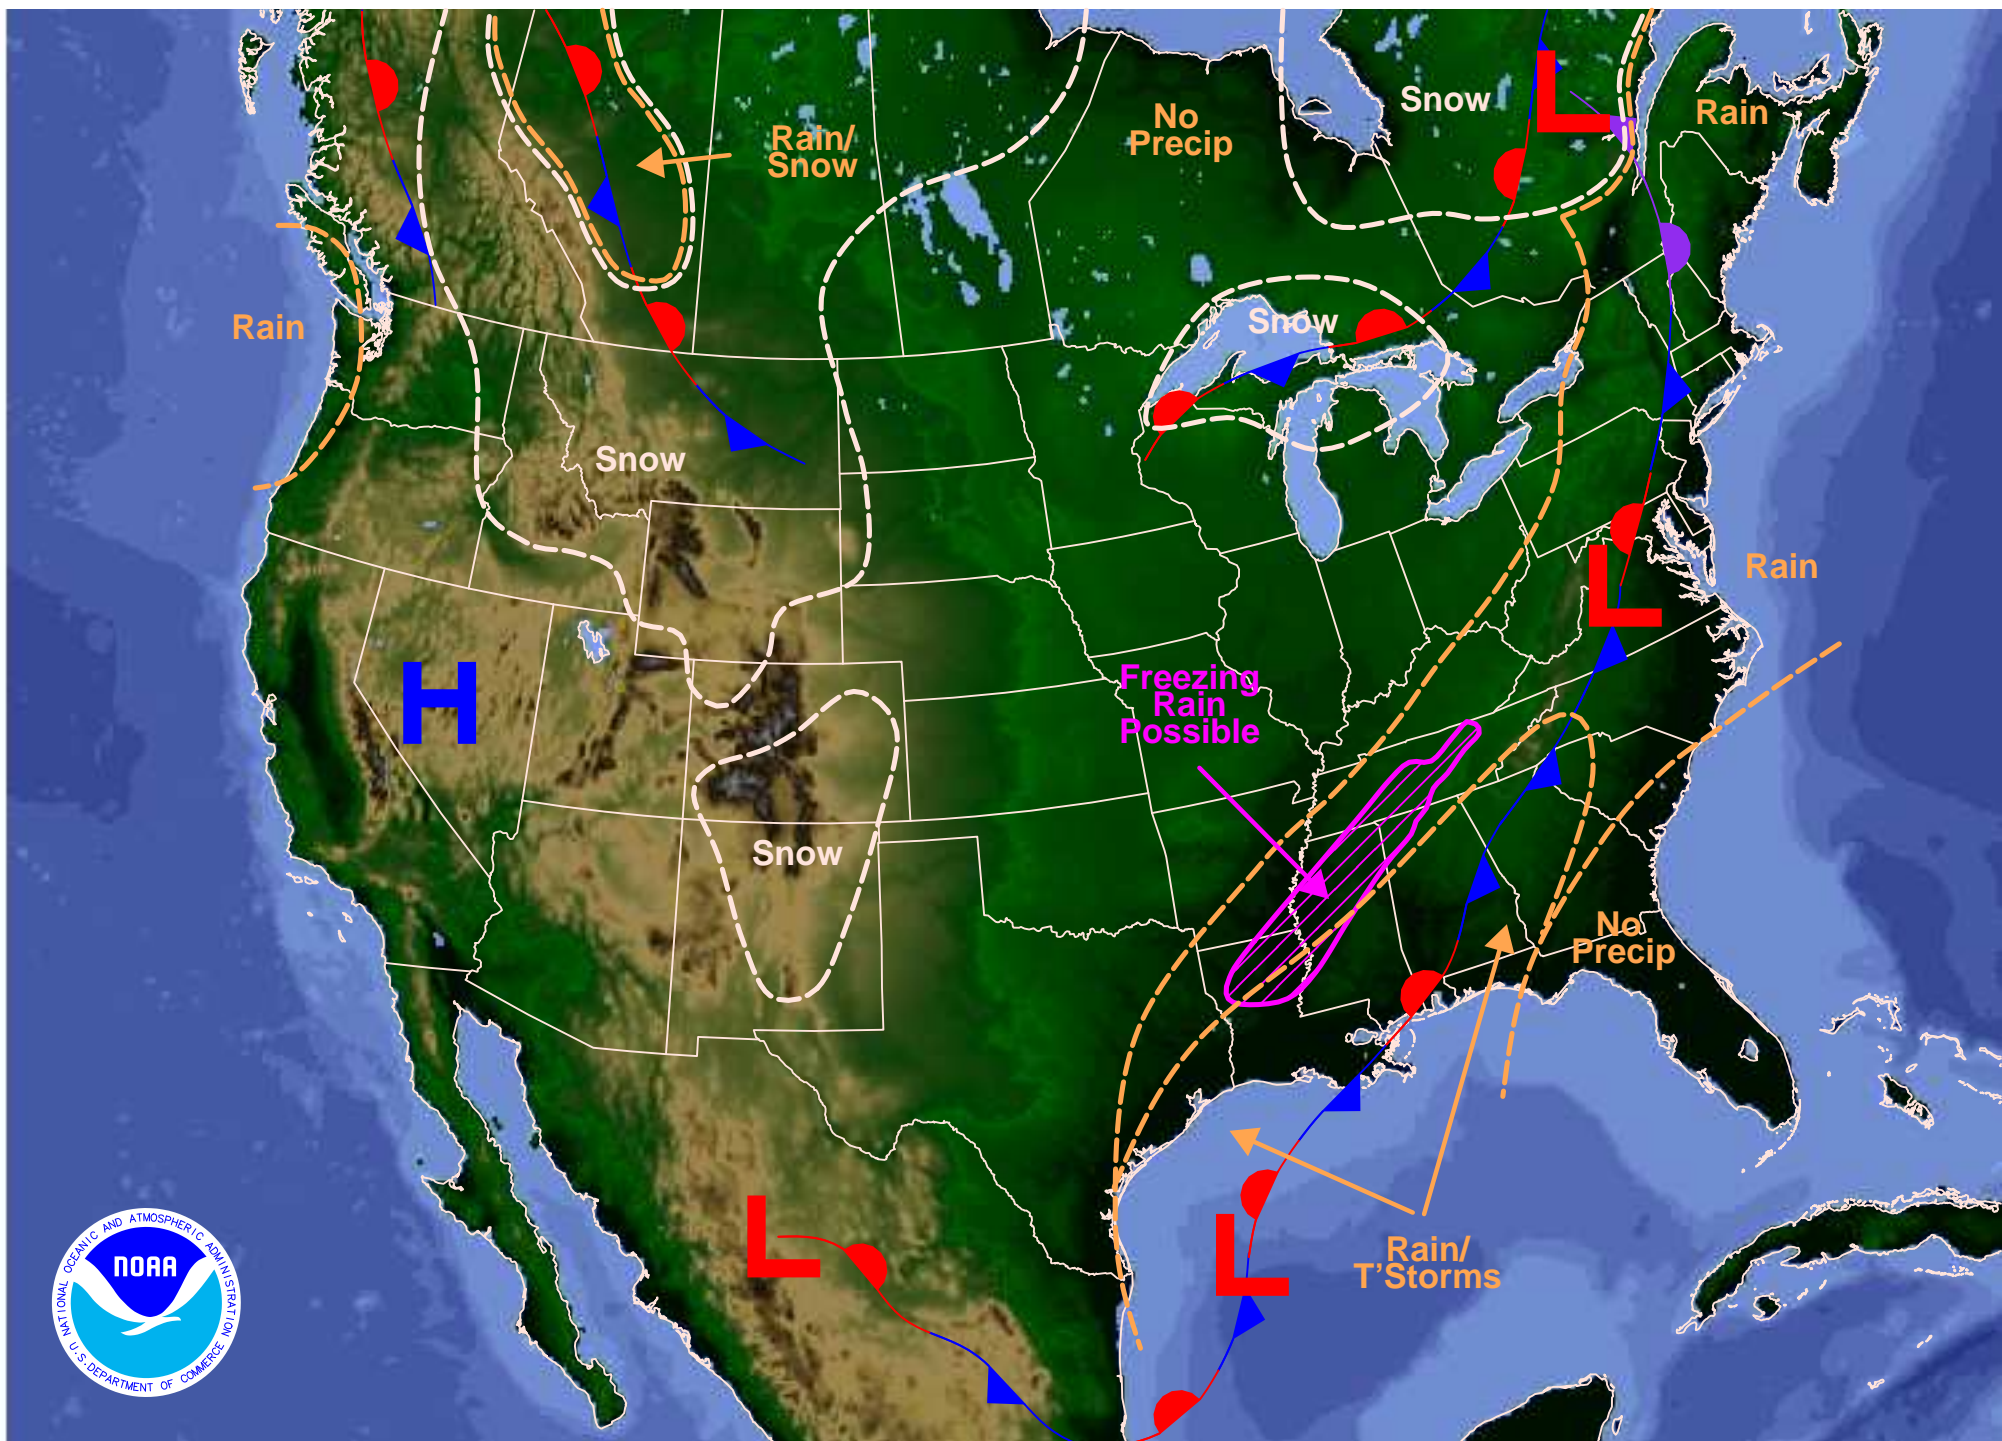 Snow
Rain
No
Precip
Rain/
Snow
Rain
Snow
Snow
Rain
Freezing
Rain
Possible
H
L
L
Snow
No
Precip
L
L
Rain/
T'Storms
NATIONAL OCEANIC AND ATMOSPHERIC ADMINISTRATION
NOAA
U.S. DEPARTMENT OF COMMERCE